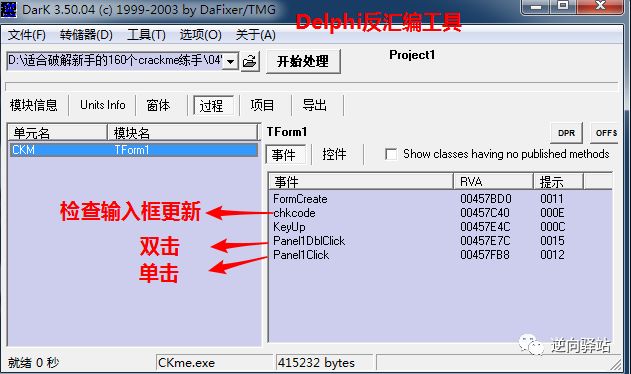 DarK 3.50.04 (c) 1999-2003 by DaFixer/TMG
Delphi反汇编工具
文件(F) 转储器(D) 工具(T) 选项(O) 关于(A)
D:\适合破解新手的160个crackme练手\04\
开始处理
Project1
模块信息 Units Info 窗体 过程 项目 导出
单元名 模块名
CKM TForm1
TForm1
DPR OFFS
事件 控件 Show classes having no published methods
事件 RVA 提示
FormCreate 00457BD0 0011
检查输入框更新 chkcode 00457C40 000E
KeyUp 00457E4C 000C
双击 Panel1DblClick 00457E7C 0015
单击 Panel1Click 00457FB8 0012
逆向驿站
就绪 0 秒 CKme.exe 415232 bytes